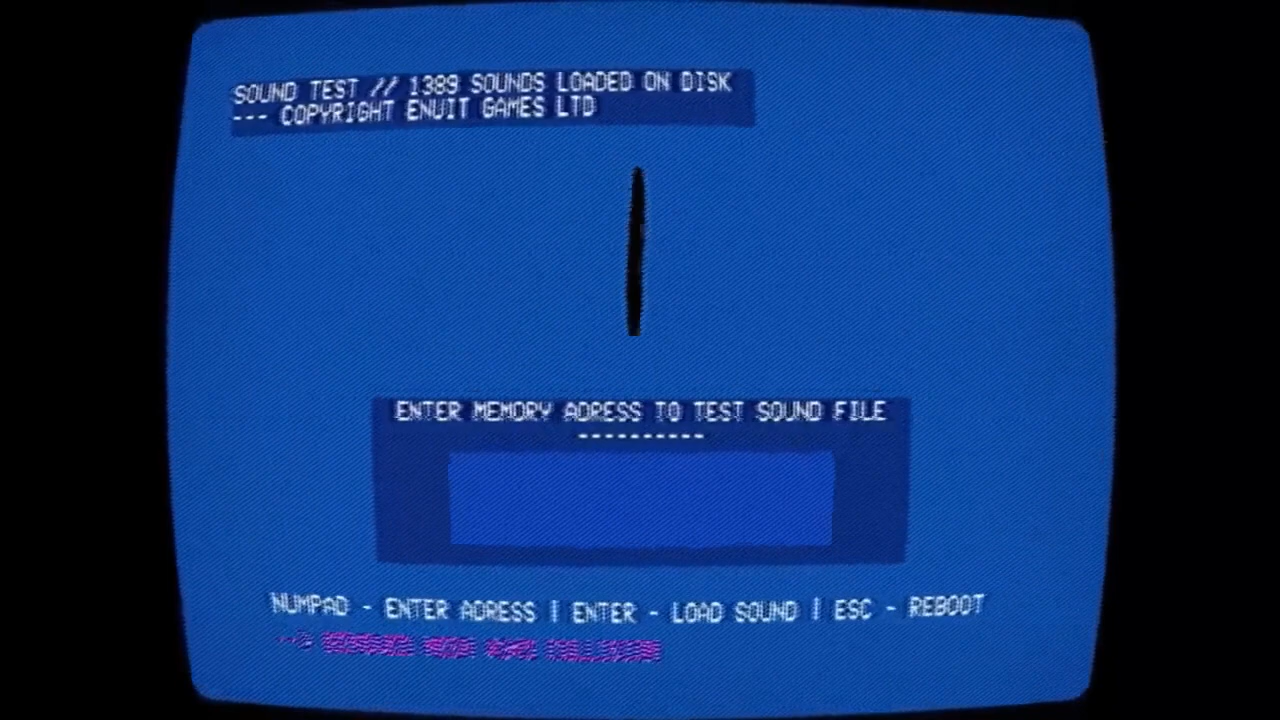 SOUND TEST // 1389 SOUNDS LOADED ON DISK
--- COPYRIGHT ENUIT GAMES LTD
ENTER MEMORY ADRESS TO TEST SOUND FILE
----------
NUMPAD - ENTER ADRESS | ENTER - LOAD SOUND | ESC - REBOOT